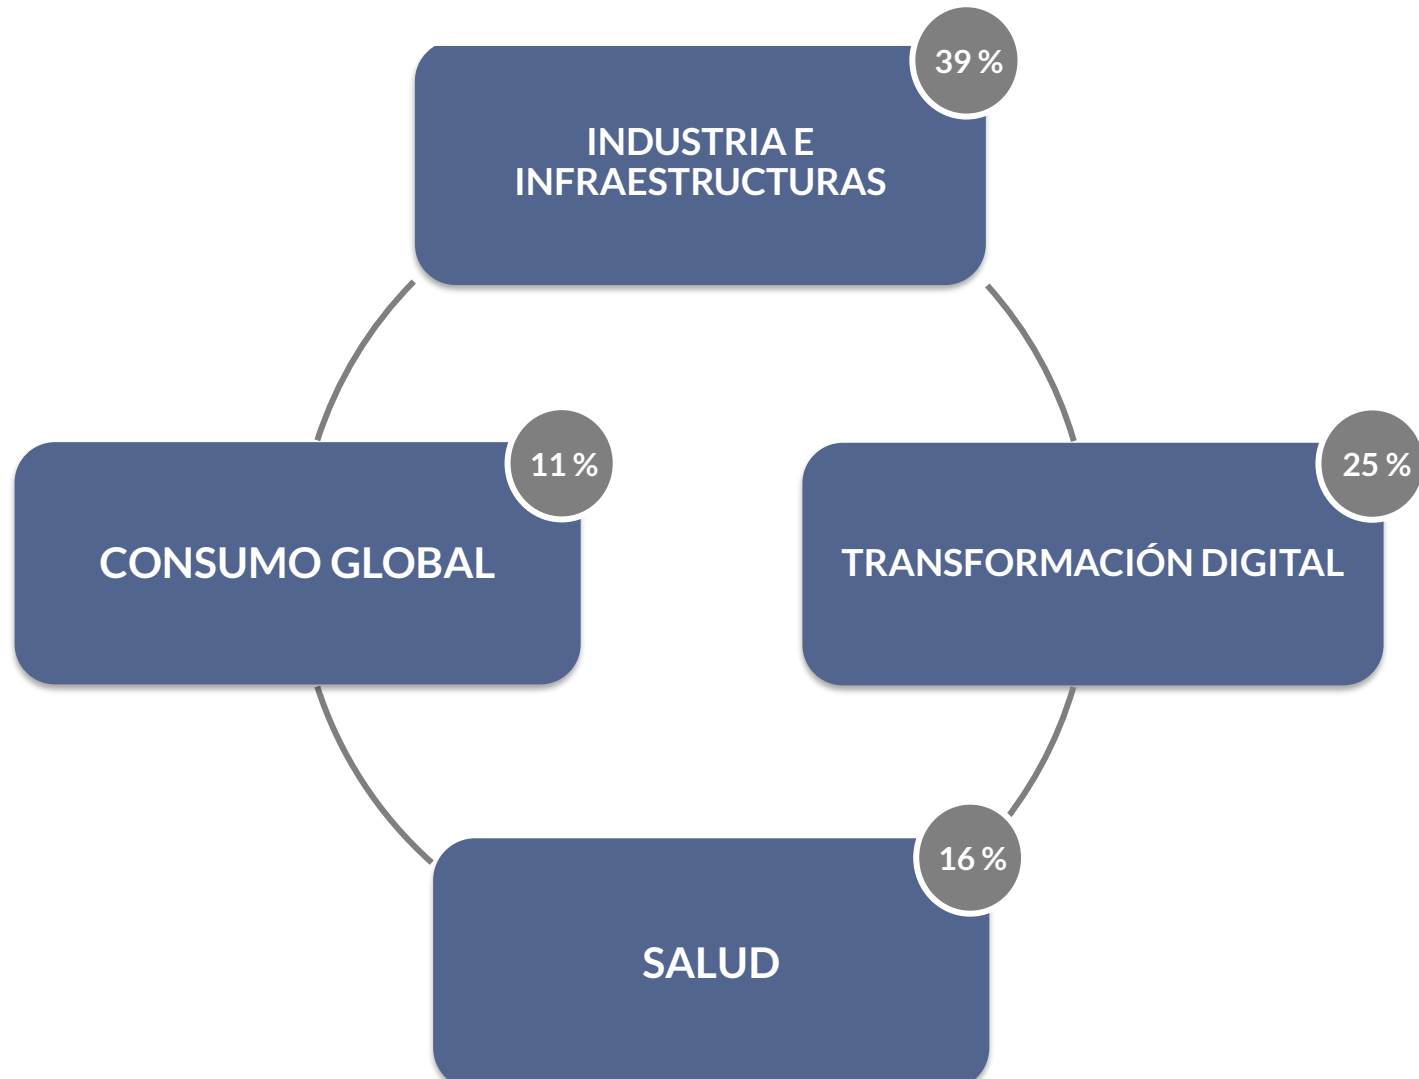 39 %
INDUSTRIA E
INFRAESTRUCTURAS
11 %
CONSUMO GLOBAL
25 %
TRANSFORMACIÓN DIGITAL
16 %
SALUD